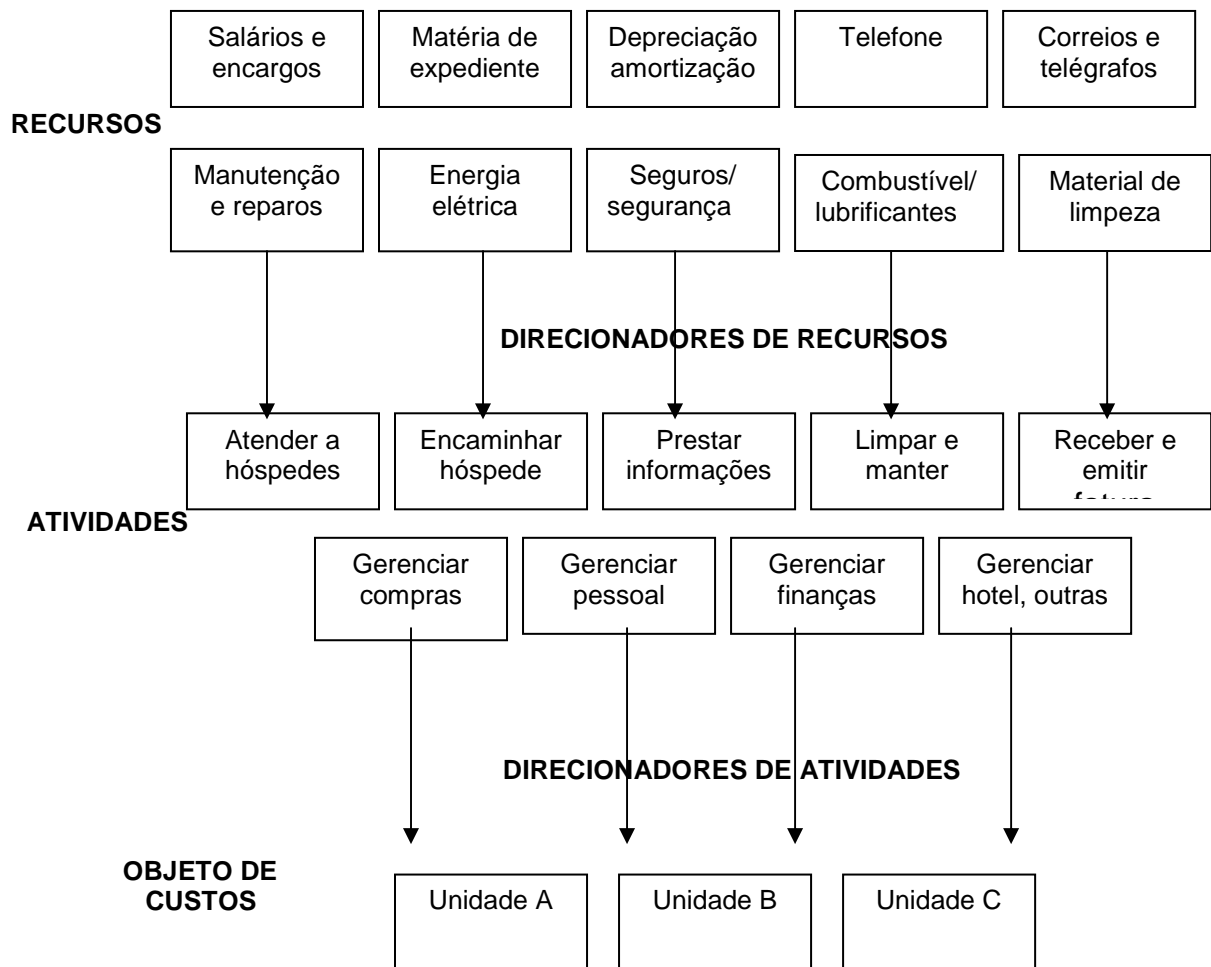 Salários e
encargos
Matéria de
expediente
Depreciação
amortização
Telefone
Correios e
telégrafos
RECURSOS
Manutenção
e reparos
Energia
elétrica
Seguros/
segurança
Combustível/
lubrificantes
Material de
limpeza
DIRECIONADORES DE RECURSOS
Atender a
hóspedes
Encaminhar
hóspede
Prestar
informações
Limpar e
manter
Receber e
emitir
ATIVIDADES
Gerenciar
compras
Gerenciar
pessoal
Gerenciar
finanças
Gerenciar
hotel, outras
DIRECIONADORES DE ATIVIDADES
OBJETO DE
CUSTOS
Unidade A
Unidade B
Unidade C